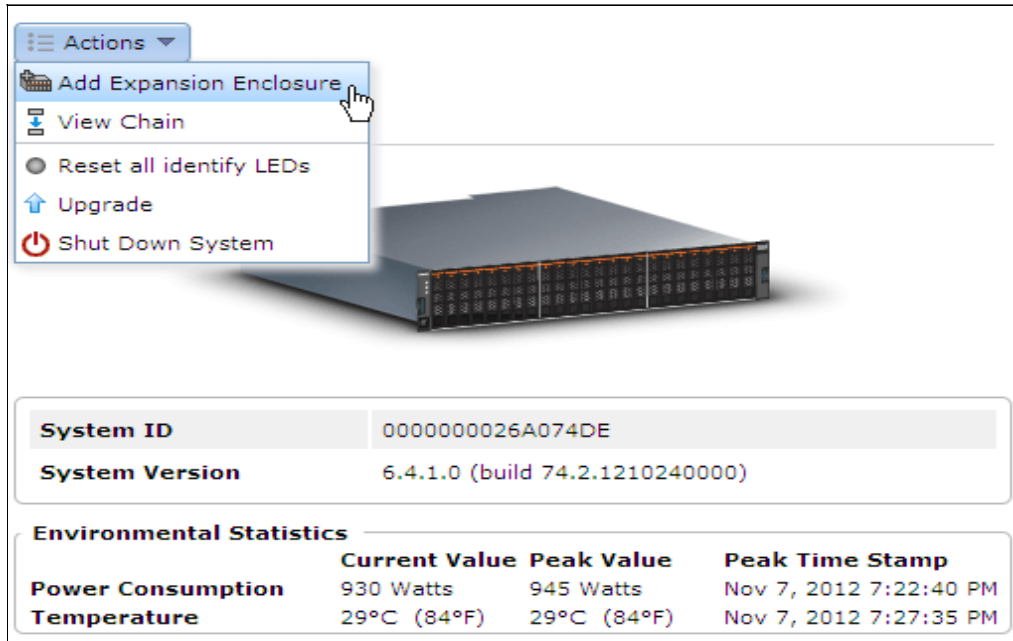 Actions
Add Expansion Enclosure
View Chain
Reset all identify LEDs
Upgrade
Shut Down System
System ID 0000000026A074DE
System Version 6.4.1.0 (build 74.2.1210240000)
Environmental Statistics
Current Value Peak Value Peak Time Stamp
Power Consumption 930 Watts 945 Watts Nov 7, 2012 7:22:40 PM
Temperature 29°C (84°F) 29°C (84°F) Nov 7, 2012 7:27:35 PM